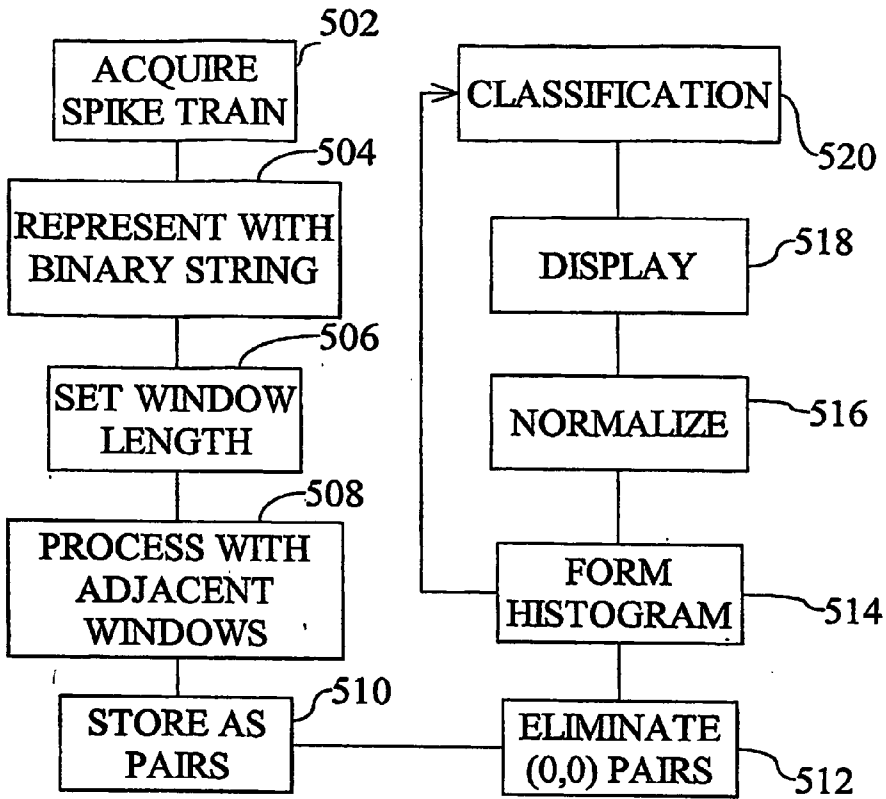 502
ACQUIRE
SPIKE TRAIN
504
REPRESENT WITH
BINARY STRING
506
SET WINDOW
LENGTH
508
PROCESS WITH
ADJACENT
WINDOWS
510
STORE AS
PAIRS
ELIMINATE
(0,0) PAIRS
512
FORM
HISTOGRAM
514
NORMALIZE
516
DISPLAY
518
CLASSIFICATION
520